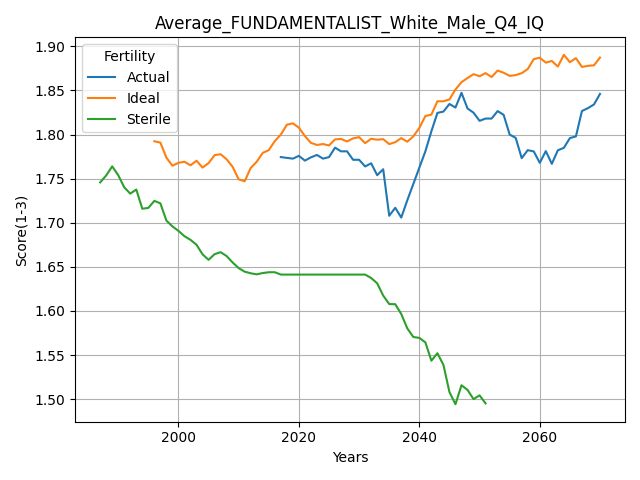 Average_FUNDAMENTALIST_White_Male_Q4_IQ
Fertility
Actual
Ideal
Sterile
Score(1-3)
1.90
1.85
1.80
1.75
1.70
1.65
1.60
1.55
1.50
2000 2020 2040 2060
Years